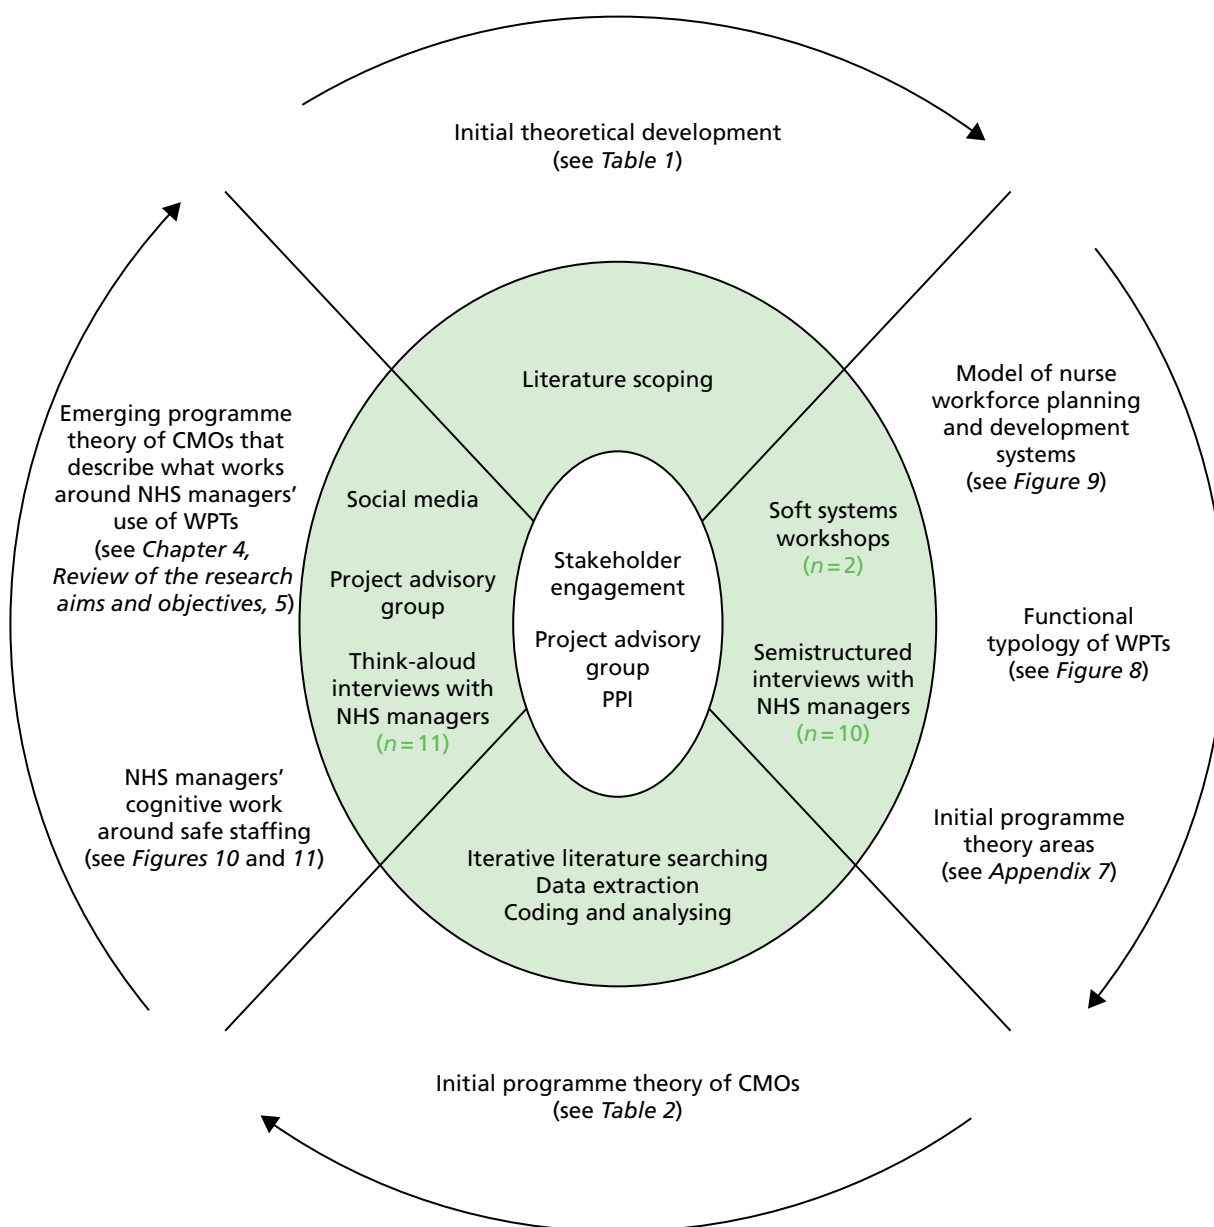 Initial theoretical development
(see Table 1)
Literature scoping
Model of nurse
workforce planning
and development
systems
(see Figure 9)
Functional
typology of WPTs
(see Figure 8)
Initial programme
theory areas
(see Appendix 7)
Soft systems
workshops
(n=2)
Semistructured
interviews with
NHS managers
(n=10)
Stakeholder
engagement
Project advisory
group
PPI
Iterative literature searching
Data extraction
Coding and analysing
Initial programme theory of CMOs
(see Table 2)
Social media
Project advisory
group
Think-aloud
interviews with
NHS managers
(n=11)
Emerging programme
theory of CMOs that
describe what works
around NHS managers’
use of WPTs
(see Chapter 4,
Review of the research
aims and objectives, 5)
NHS managers’
cognitive work
around safe staffing
(see Figures 10 and 11)